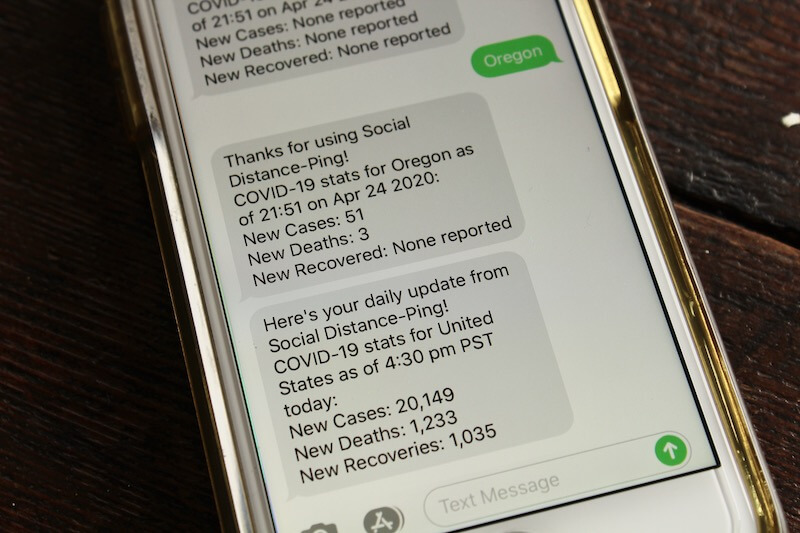 COVID-19
of 21:51 on Apr 24
New Cases: None reported
New Deaths: None reported
New Recovered: None reported
Oregon
Thanks for using Social
Distance-Ping!
COVID-19 stats for Oregon as
of 21:51 on Apr 24 2020:
New Cases: 51
New Deaths: 3
New Recovered: None reported
Here's your daily update from
Social Distance-Ping!
COVID-19 stats for United
States as of 4:30 pm PST
today:
New Cases: 20,149
New Deaths: 1,233
New Recoveries: 1,035
Text Message